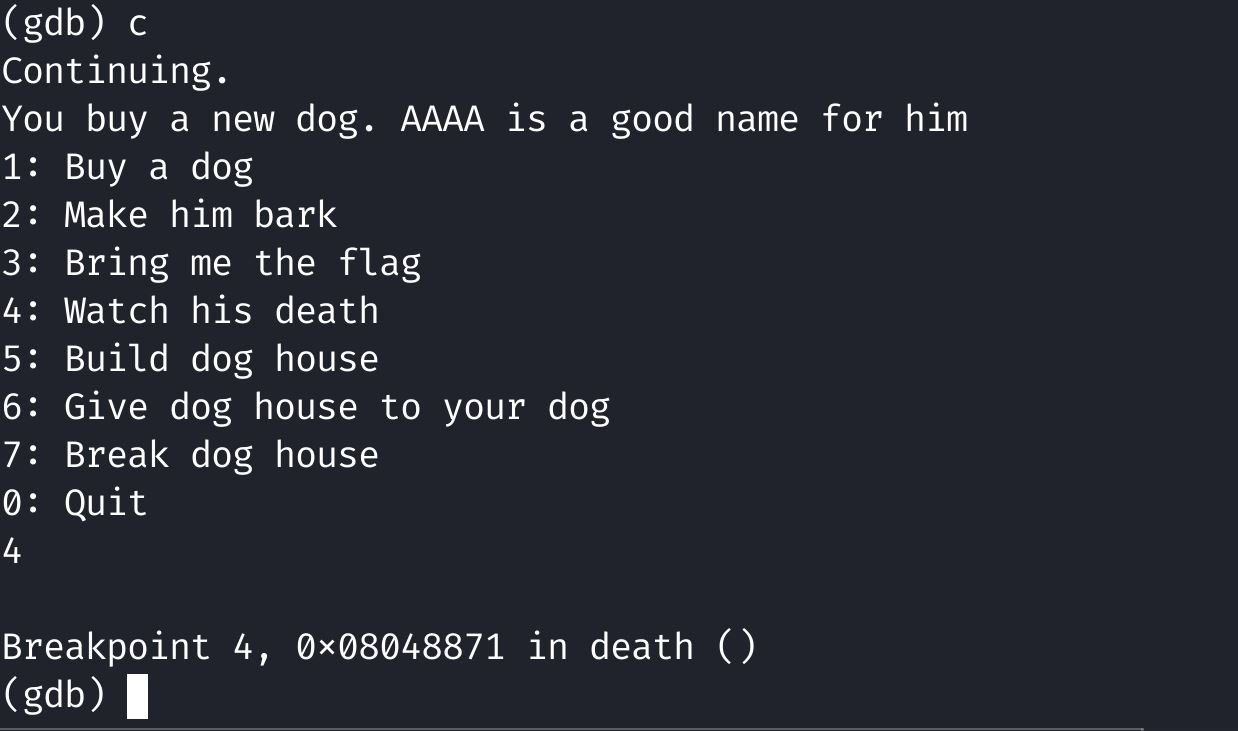 (gdb) c
Continuing.
You buy a new dog. AAAA is a good name for him
1: Buy a dog
2: Make him bark
3: Bring me the flag
4: Watch his death
5: Build dog house
6: Give dog house to your dog
7: Break dog house
0: Quit
4
Breakpoint 4, 0x08048871 in death ()
(gdb)